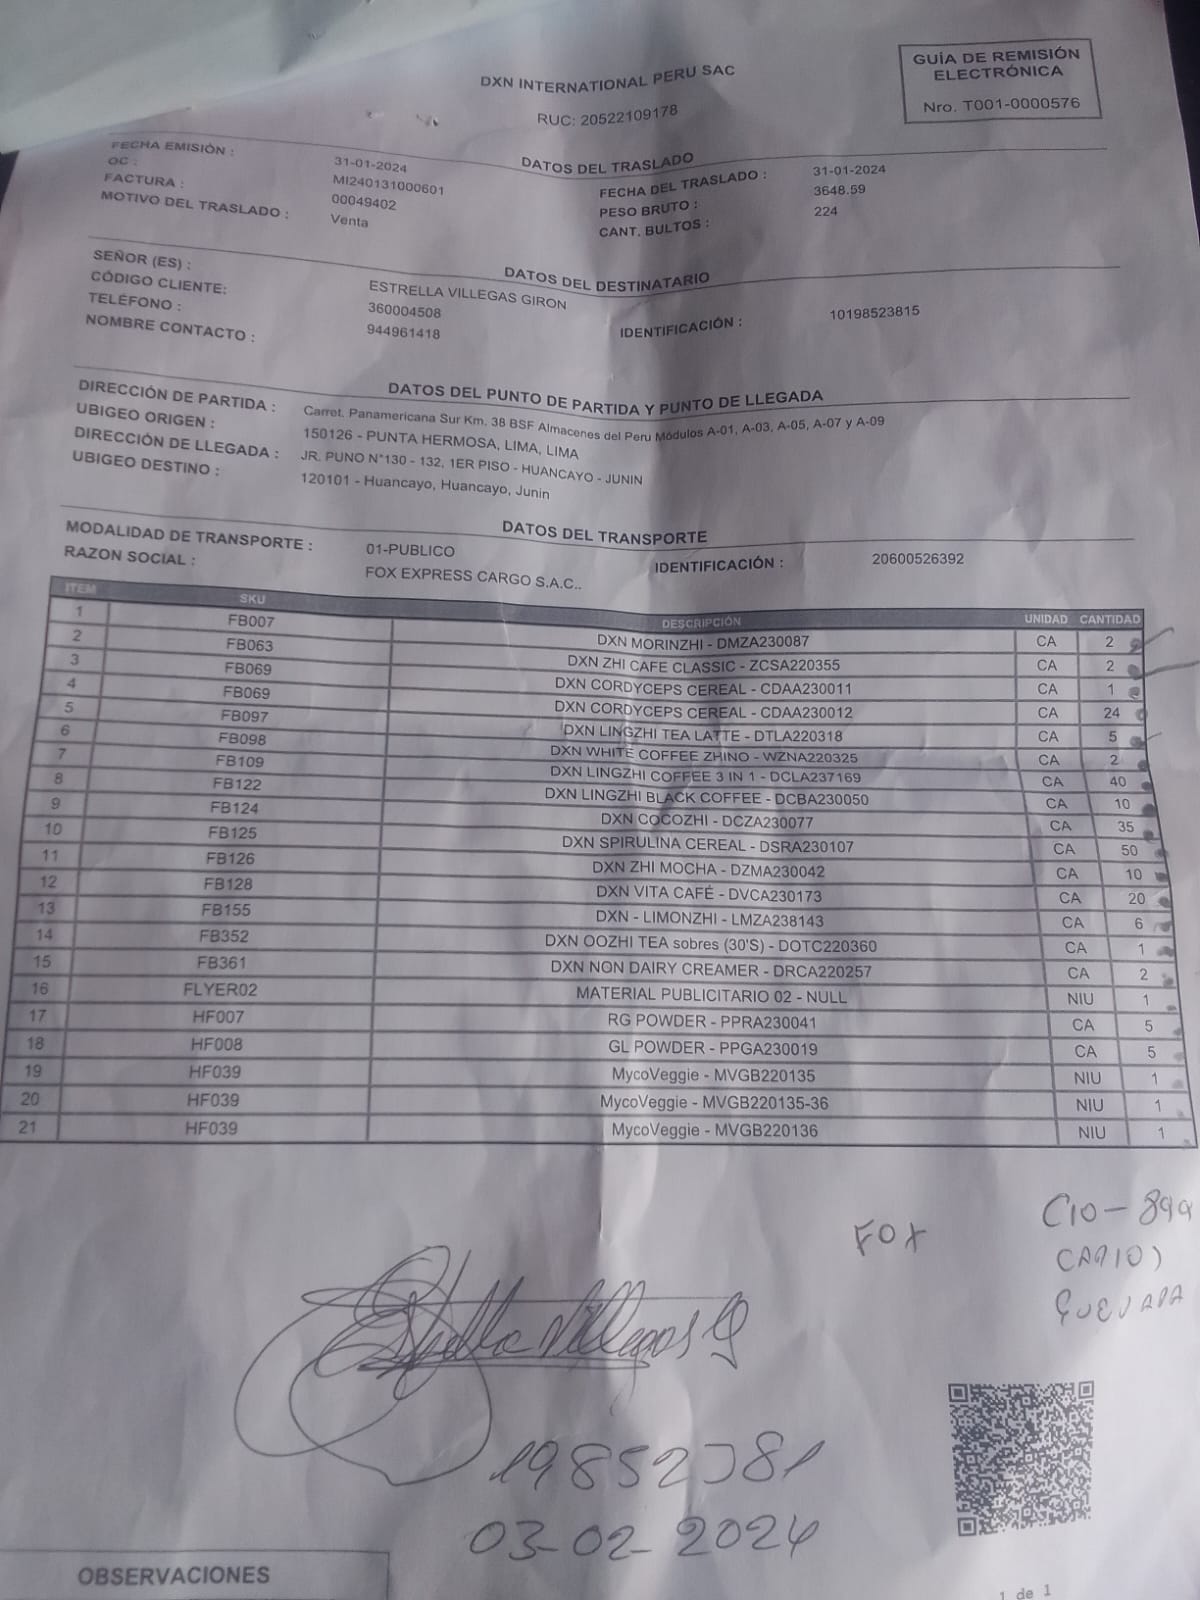 DXN INTERNATIONAL PERU SAC
RUC: 20522109178
GUÍA DE REMISIÓN
ELECTRÓNICA
Nro. T001-0000576
DATOS DEL TRASLADO
FECHA EMISIÓN : 31-01-2024 FECHA DEL TRASLADO : 31-01-2024
OC : MI240131000601 PESO BRUTO : 3648.59
FACTURA : 00049402 CANT. BULTOS : 224
MOTIVO DEL TRASLADO : Venta
DATOS DEL DESTINATARIO
SEÑOR (ES) : ESTRELLA VILLEGAS GIRON
CÓDIGO CLIENTE: 360004508 IDENTIFICACIÓN : 10198523815
TELÉFONO : 944961418
NOMBRE CONTACTO :
DATOS DEL PUNTO DE PARTIDA Y PUNTO DE LLEGADA
DIRECCIÓN DE PARTIDA : Carret. Panamericana Sur Km. 38 BSF Almacenes del Peru Módulos A-01, A-03, A-05, A-07 y A-09
UBIGEO ORIGEN : 150126 - PUNTA HERMOSA, LIMA, LIMA
DIRECCIÓN DE LLEGADA : JR. PUNO N°130 - 132, 1ER PISO - HUANCAYO - JUNIN
UBIGEO DESTINO : 120101 - Huancayo, Huancayo, Junin
DATOS DEL TRANSPORTE
MODALIDAD DE TRANSPORTE : 01-PUBLICO IDENTIFICACIÓN : 20600526392
RAZON SOCIAL : FOX EXPRESS CARGO S.A.C..
ITEM SKU DESCRIPCIÓN UNIDAD CANTIDAD
1 FB007 DXN MORINZHI - DMZA230087 CA 2
2 FB063 DXN ZHI CAFE CLASSIC - ZCSA220355 CA 2
3 FB069 DXN CORDYCEPS CEREAL - CDAA230011 CA 1
4 FB069 DXN CORDYCEPS CEREAL - CDAA230012 CA 24
5 FB097 DXN LINGZHI TEA LATTE - DTLA220318 CA 5
6 FB098 DXN WHITE COFFEE ZHINO - WZNA220325 CA 2
7 FB109 DXN LINGZHI COFFEE 3 IN 1 - DCLA237169 CA 40
8 FB122 DXN LINGZHI BLACK COFFEE - DCBA230050 CA 10
9 FB124 DXN COCOZHI - DCZA230077 CA 35
10 FB125 DXN SPIRULINA CEREAL - DSRA230107 CA 50
11 FB126 DXN ZHI MOCHA - DZMA230042 CA 10
12 FB128 DXN VITA CAFÉ - DVCA230173 CA 20
13 FB155 DXN - LIMONZHI - LMZA238143 CA 6
14 FB352 DXN OOZHI TEA sobres (30'S) - DOTC220360 CA 1
15 FB361 DXN NON DAIRY CREAMER - DRCA220257 CA 2
16 FLYER02 MATERIAL PUBLICITARIO 02 - NULL NIU 1
17 HF007 RG POWDER - PPRA230041 CA 5
18 HF008 GL POWDER - PPGA230019 CA 5
19 HF039 MycoVeggie - MVGB220135 NIU 1
20 HF039 MycoVeggie - MVGB220135-36 NIU 1
21 HF039 MycoVeggie - MVGB220136 NIU 1
FOX
Estrella Villegas G
19852381
03-02-2024
OBSERVACIONES
1 de 1